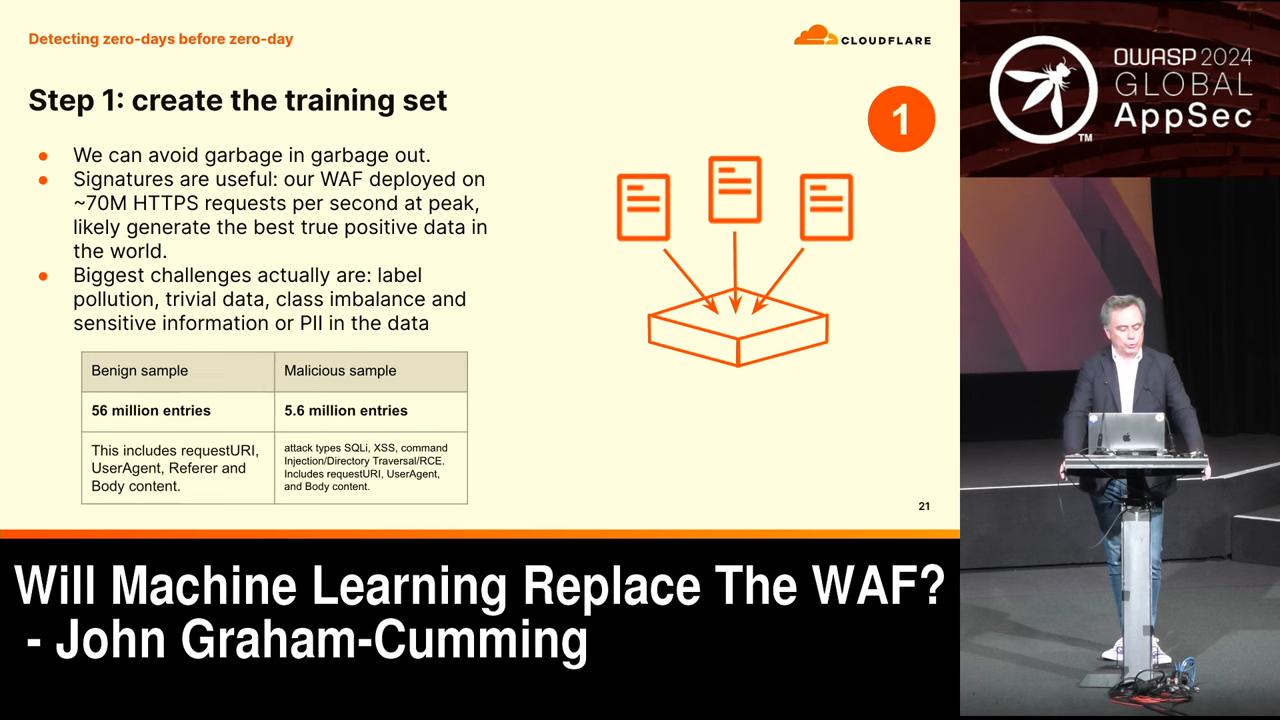 Detecting zero-days before zero-day
CLOUDFLARE
Step 1: create the training set
1
We can avoid garbage in garbage out.
Signatures are useful: our WAF deployed on
~70M HTTPS requests per second at peak,
likely generate the best true positive data in
the world.
Biggest challenges actually are: label
pollution, trivial data, class imbalance and
sensitive information or PII in the data
Benign sample
Malicious sample
56 million entries
5.6 million entries
This includes requestURI,
UserAgent, Referer and
Body content.
attack types SQLi, XSS, command
Injection/Directory Traversal/RCE.
Includes requestURI, UserAgent,
and Body content.
21
OWASP 2024
GLOBAL
AppSec
TM
Will Machine Learning Replace The WAF?
- John Graham-Cumming